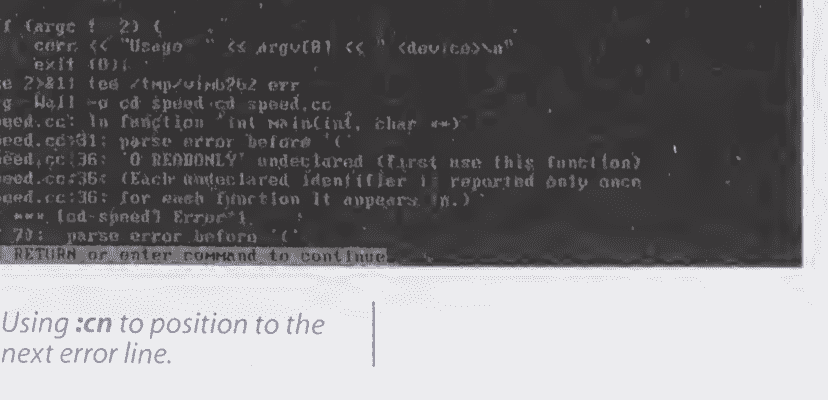 f (argc ! 2) {
cerr << "Usage " << argv[0] << " <device>\n"
exit (8);
ke 2>&1| tee /tmp/vim
g -Wall -o cd-speed cd-speed.cc
peed.cc: In function `int main(int, char **)'
peed.cc:31: parse error before `('
peed.cc:36: `O_READONLY' undeclared (first use this function)
peed.cc:36: (Each undeclared identifier is reported only once
peed.cc:36: for each function it appears in.)
*** [cd-speed] Error 1
parse error before `('
RETURN or enter command to continue
Using :cn to position to the
next error line.